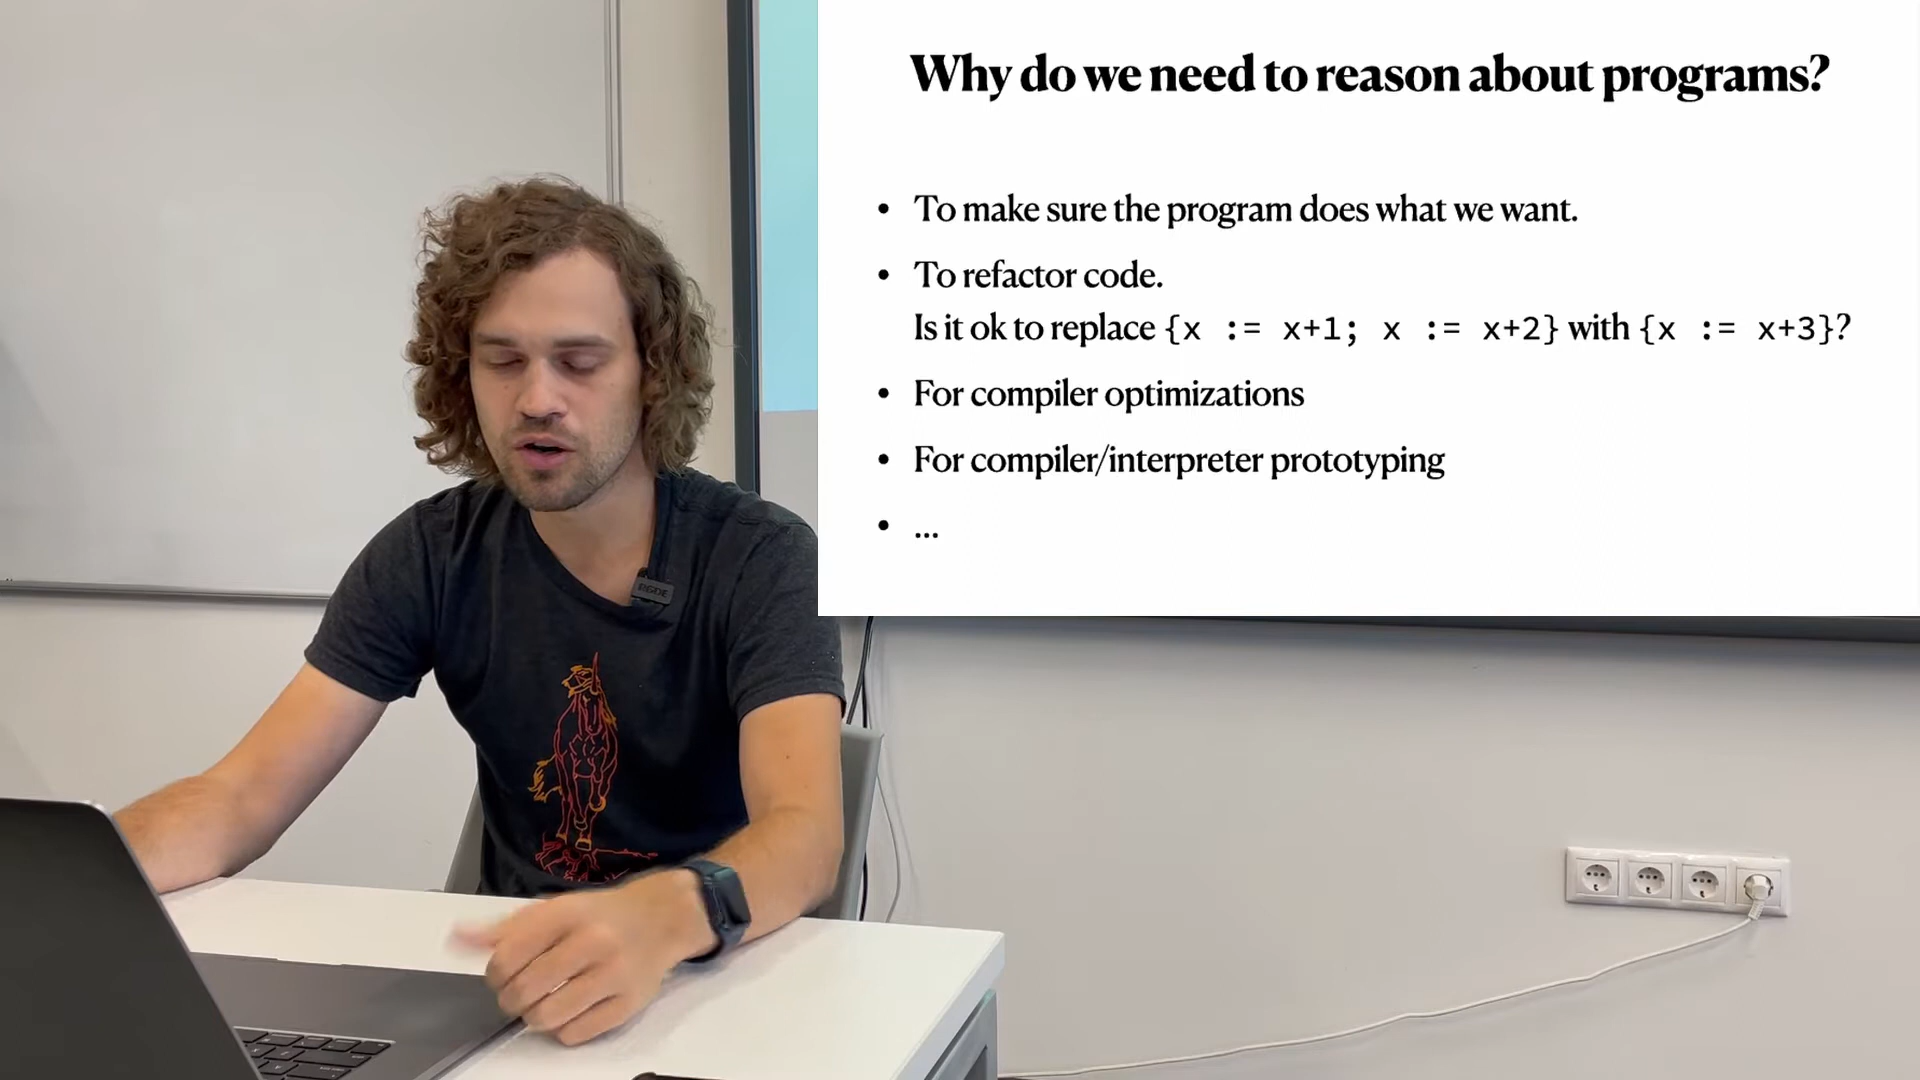 Why do we need to reason about programs?
• To make sure the program does what we want.
• To refactor code.
Is it ok to replace {x := x+1; x := x+2} with {x := x+3}?
• For compiler optimizations
• For compiler/interpreter prototyping
• ...